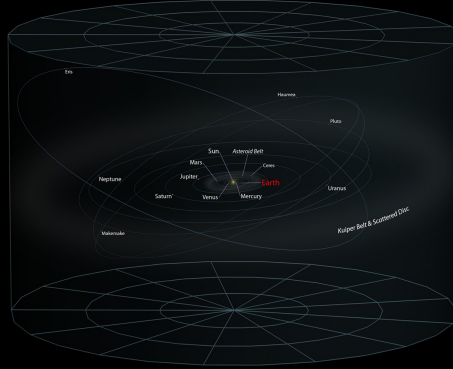 Eris
Haumea
Pluto
Sun
Asteroid Belt
Mars
Ceres
Jupiter
Neptune
Earth
Uranus
Saturn
Venus
Mercury
Kuiper Belt & Scattered Disc
Makemake